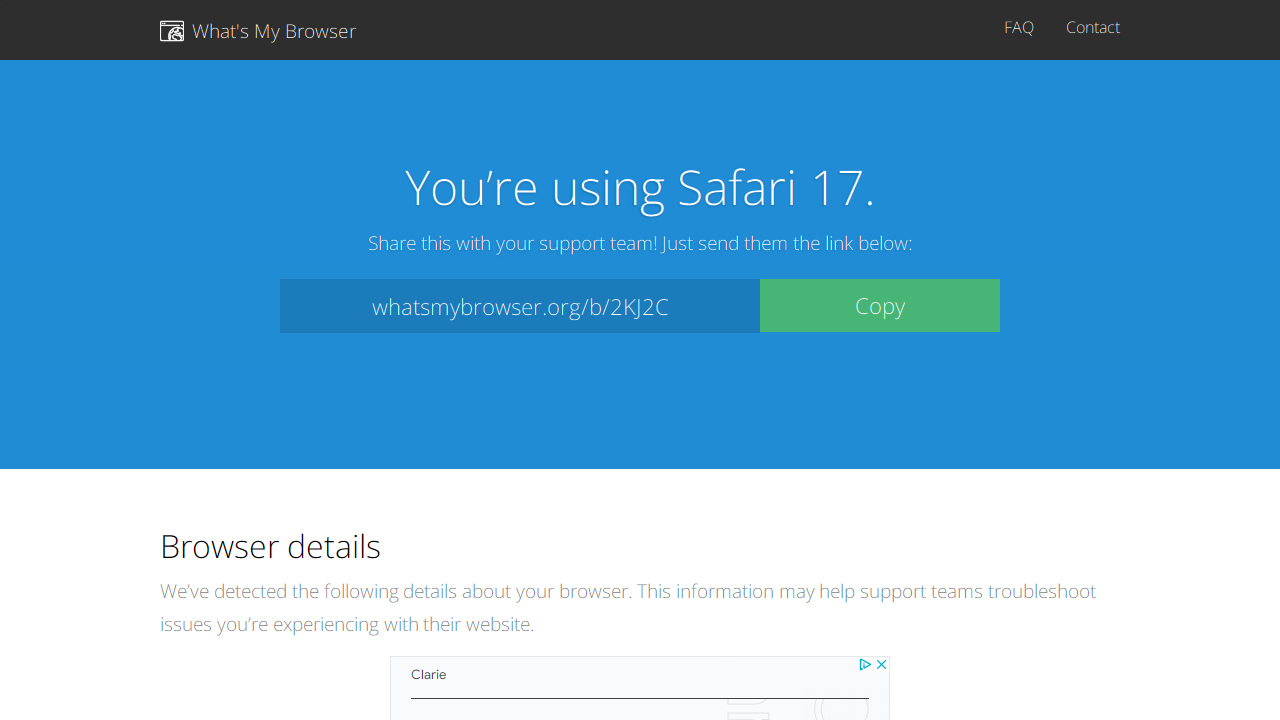 What's My Browser
FAQ
Contact
You’re using Safari 17.
Share this with your support team! Just send them the link below:
whatsmybrowser.org/b/2KJ2C
Copy
Browser details
We’ve detected the following details about your browser. This information may help support teams troubleshoot
issues you’re experiencing with their website.
Clarie